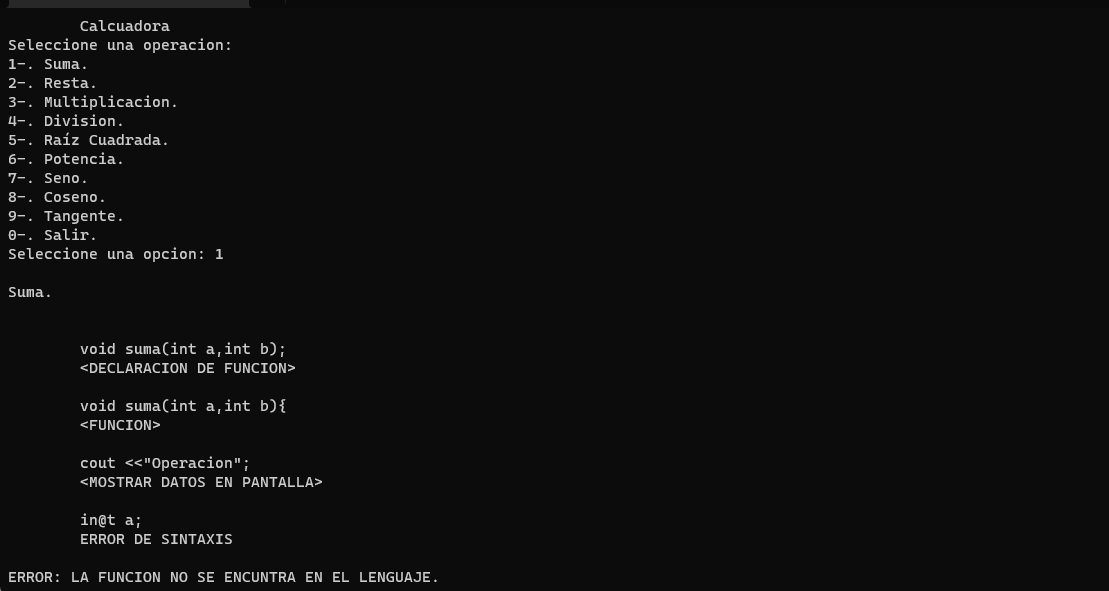 Calcuadora
Seleccione una operacion:
1-. Suma.
2-. Resta.
3-. Multiplicacion.
4-. Division.
5-. Raíz Cuadrada.
6-. Potencia.
7-. Seno.
8-. Coseno.
9-. Tangente.
0-. Salir.
Seleccione una opcion: 1
Suma.
void suma(int a,int b);
<DECLARACION DE FUNCION>
void suma(int a,int b){
<FUNCION>
cout <<"Operacion";
<MOSTRAR DATOS EN PANTALLA>
in@t a;
ERROR DE SINTAXIS
ERROR: LA FUNCION NO SE ENCUNTRA EN EL LENGUAJE.